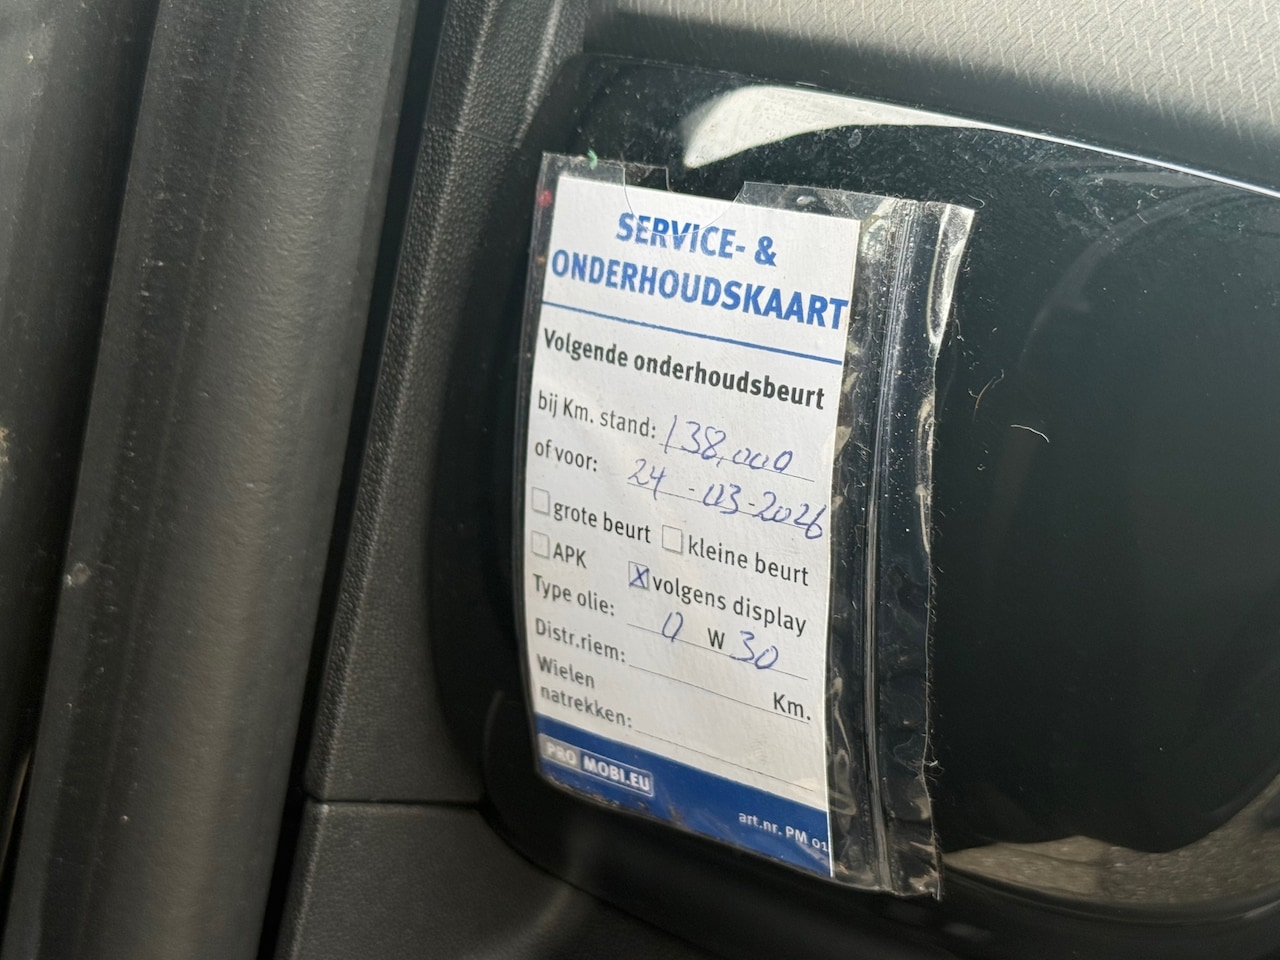 SERVICE- &
ONDERHOUDSKAART
Volgende onderhoudsbeurt
bij Km. stand: 138,000
of voor: 24-03-2026
grote beurt kleine beurt
APK X volgens display
Type olie: 0 W 30
Distr.riem: Km.
Wielen
natrekken:
PRO MOBI.EU
art.nr. PM 01